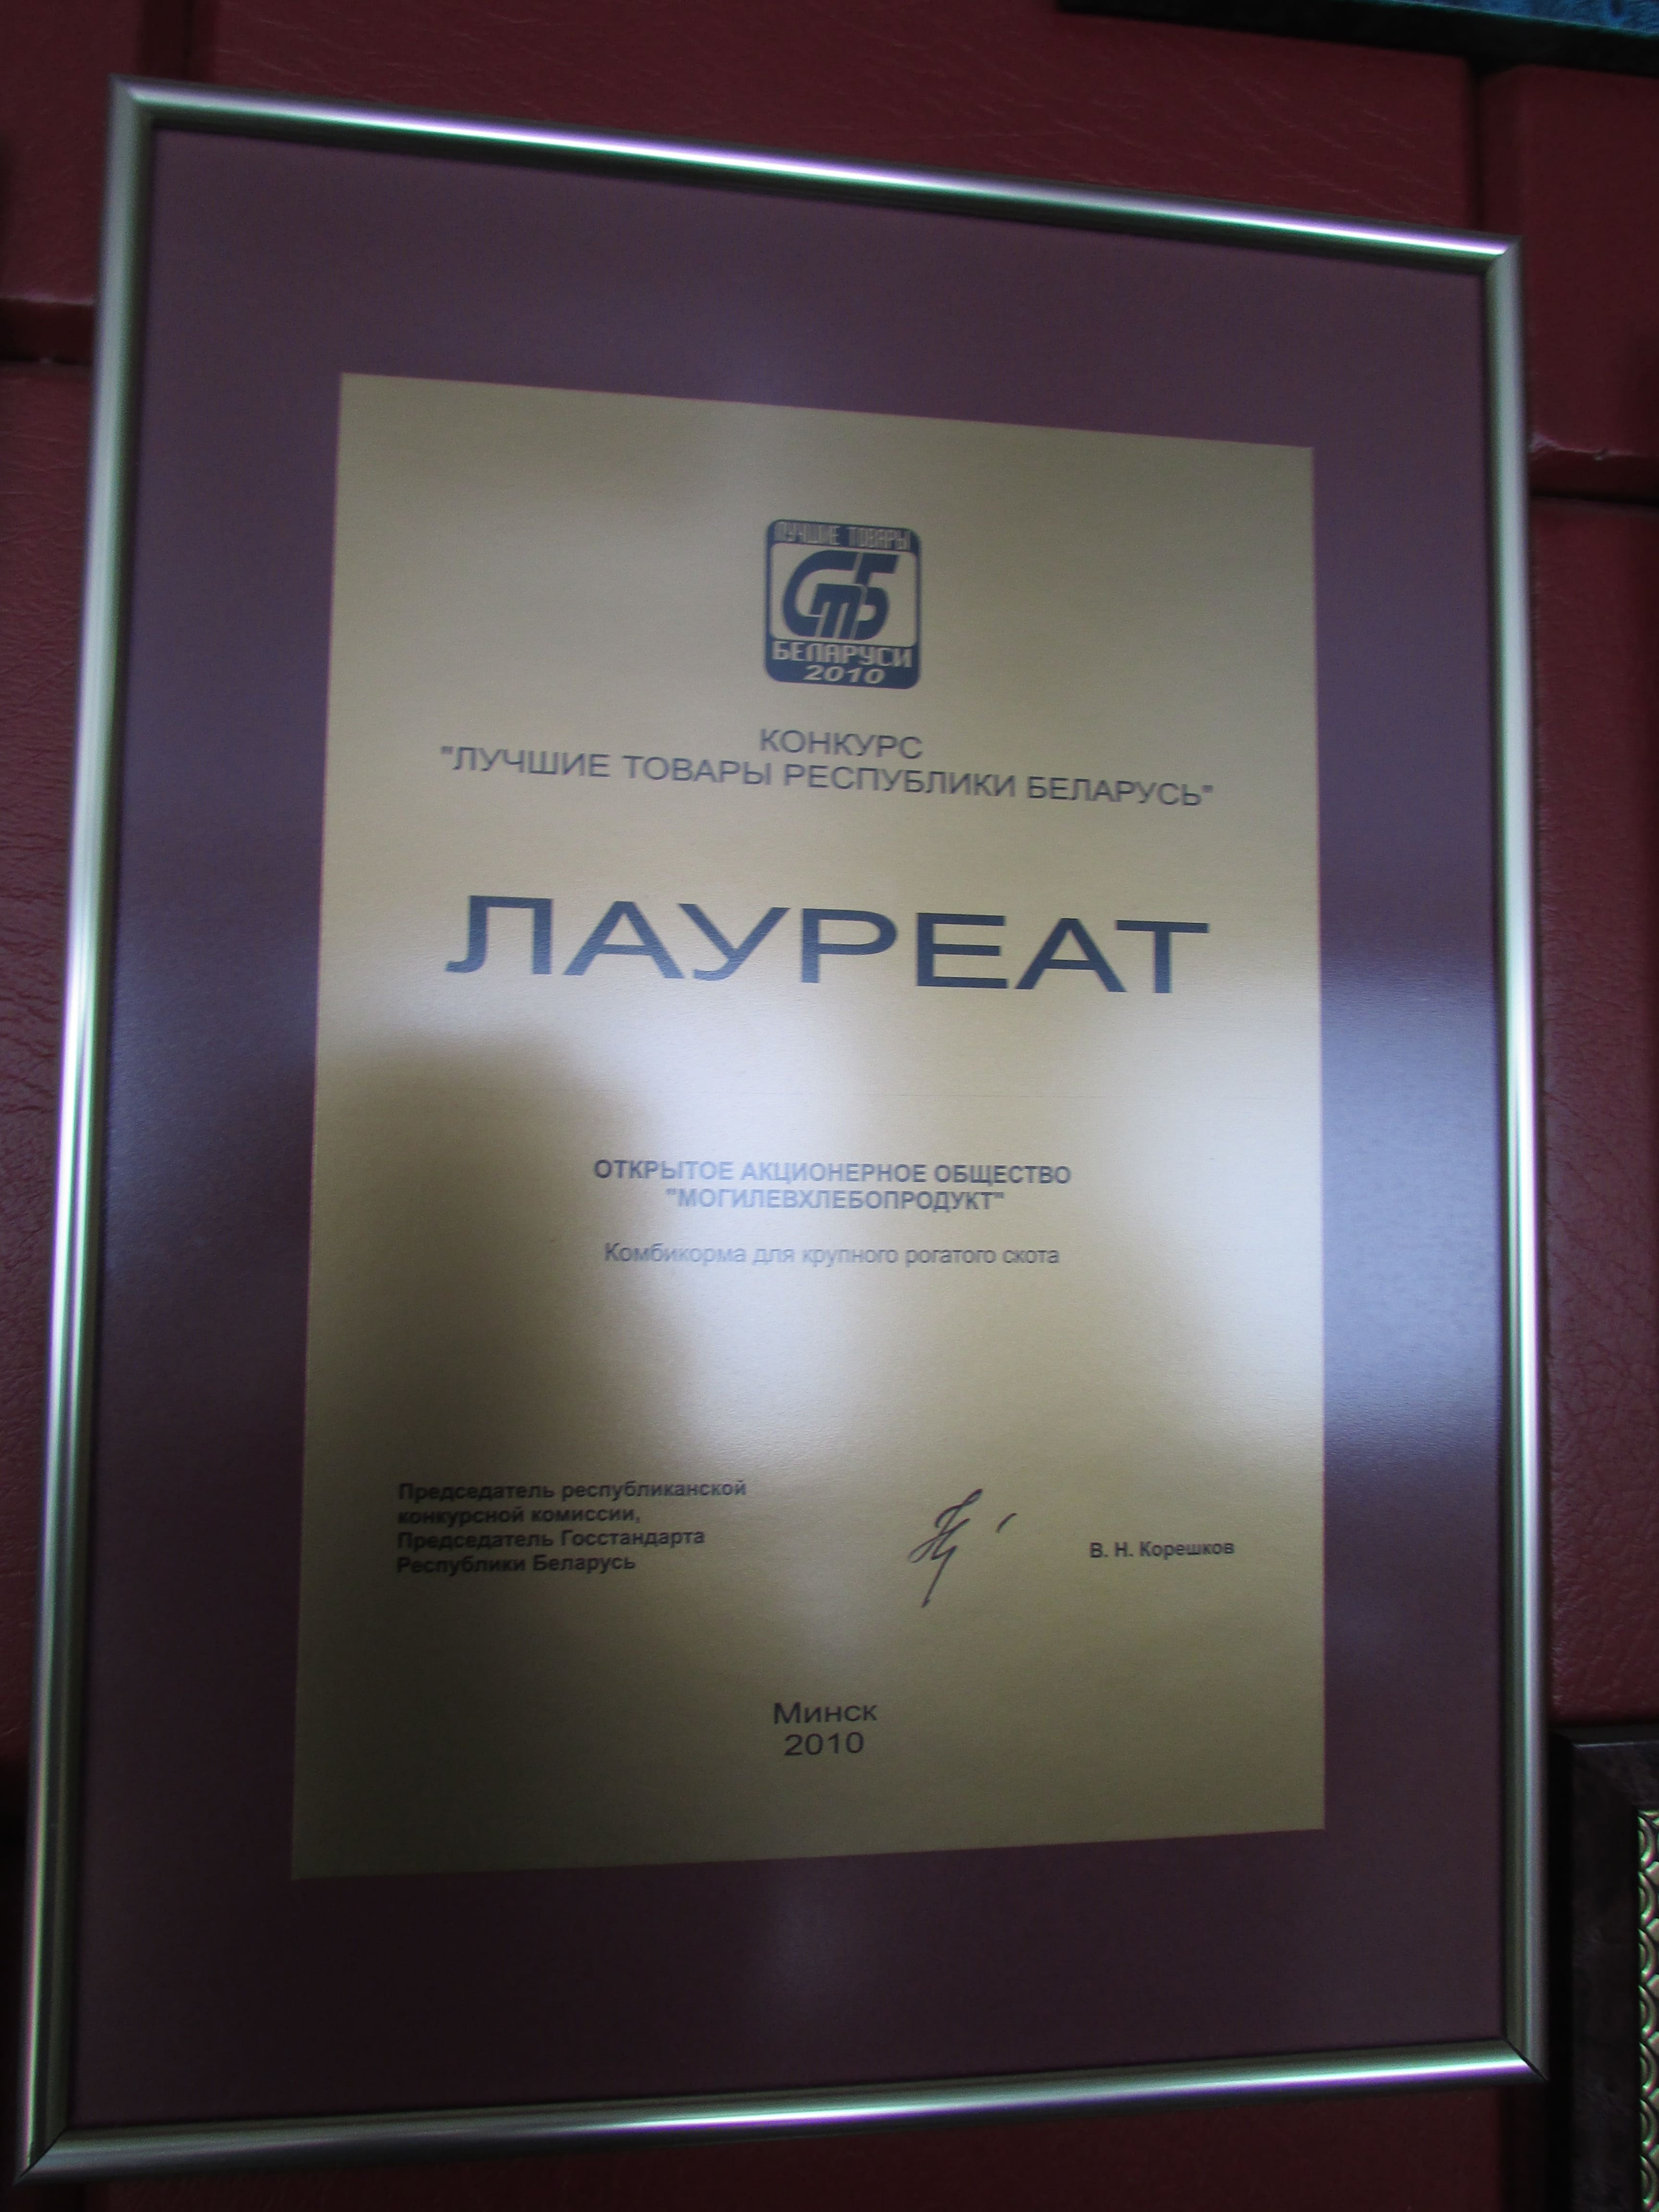 ЛУЧШИЕ ТОВАРЫ
СтБ
БЕЛАРУСИ
2010
КОНКУРС
"ЛУЧШИЕ ТОВАРЫ РЕСПУБЛИКИ БЕЛАРУСЬ"
ЛАУРЕАТ
ОТКРЫТОЕ АКЦИОНЕРНОЕ ОБЩЕСТВО
"МОГИЛЕВХЛЕБОПРОДУКТ"
Комбикорма для крупного рогатого скота
Председатель республиканской
конкурсной комиссии,
Председатель Госстандарта
Республики Беларусь
В. Н. Корешков
Минск
2010